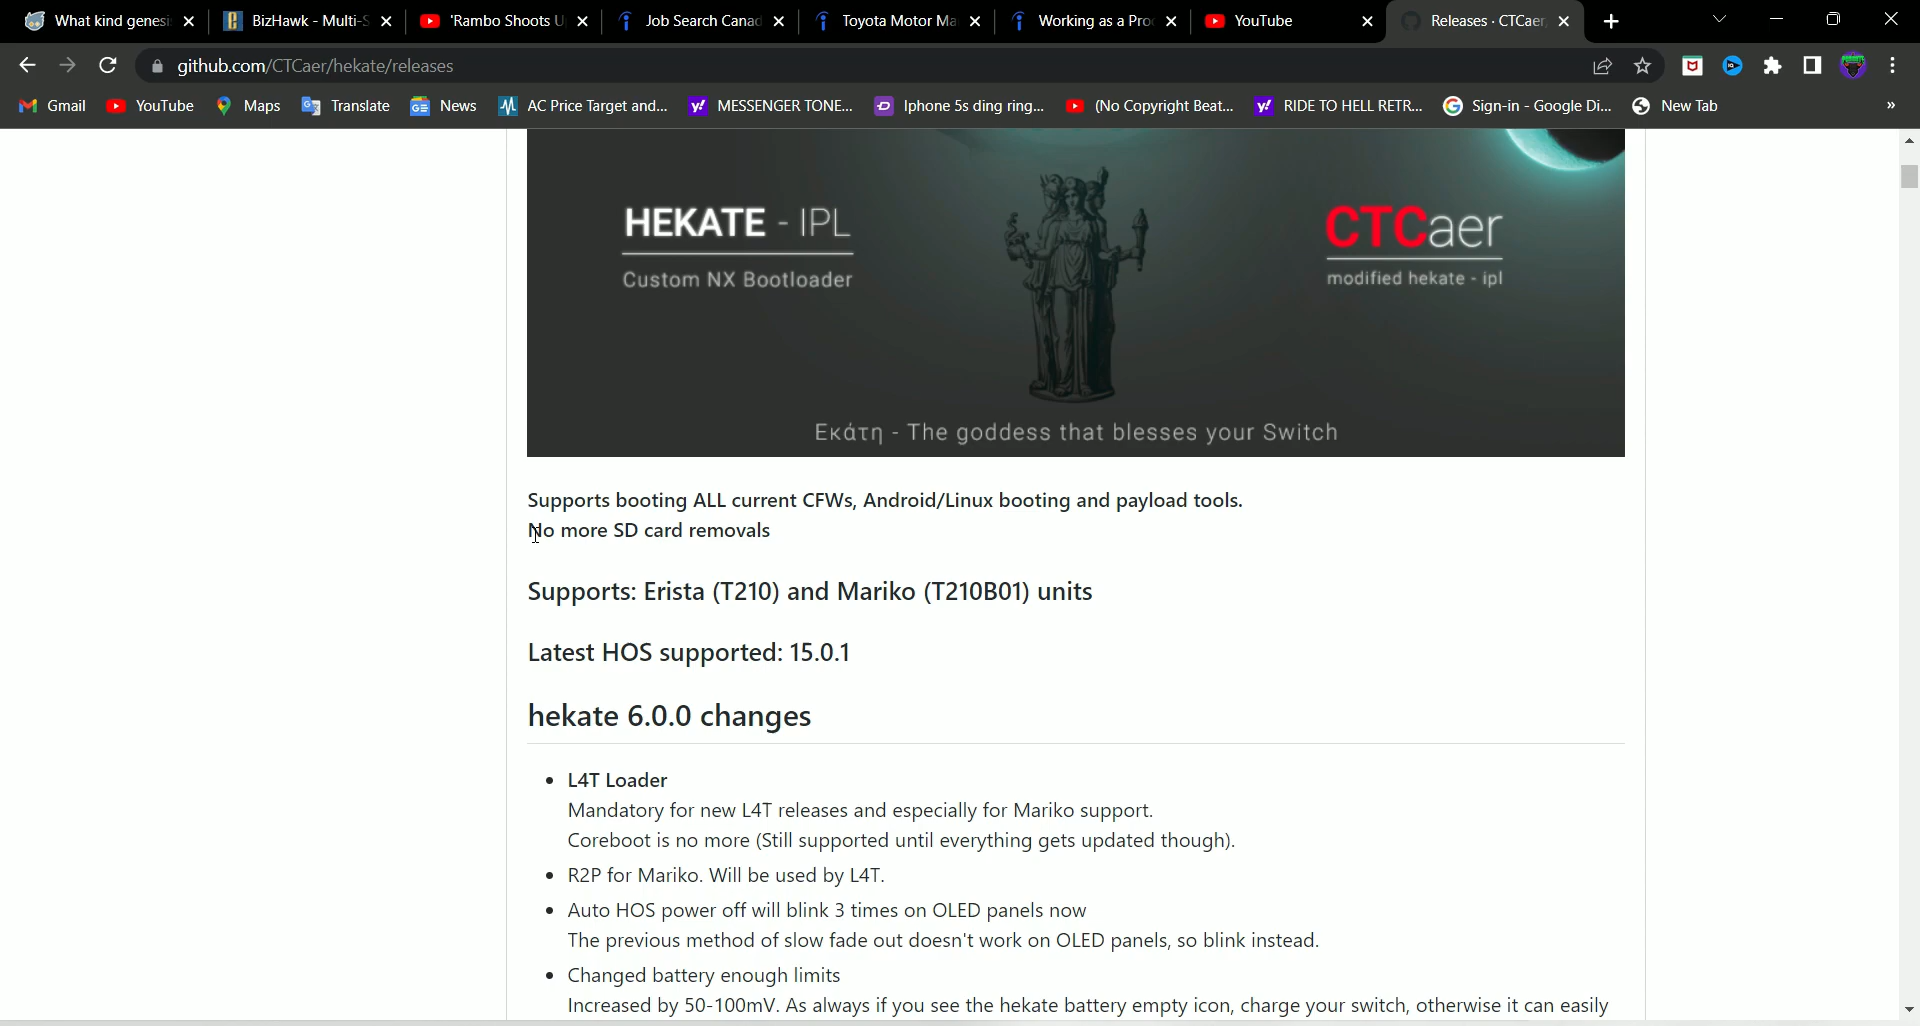 What kind genesi
BizHawk - Multi-S
'Rambo Shoots U
Job Search Canad
Toyota Motor Ma
Working as a Pro
YouTube
Releases · CTCaer
github.com/CTCaer/hekate/releases
Gmail
YouTube
Maps
Translate
News
AC Price Target and...
MESSENGER TONE...
Iphone 5s ding ring...
(No Copyright Beat...
RIDE TO HELL RETR...
Sign-in - Google Di...
New Tab
»
HEKATE - IPL
Custom NX Bootloader
CTCaer
modified hekate - ipl
Εκάτη - The goddess that blesses your Switch
Supports booting ALL current CFWs, Android/Linux booting and payload tools.
No more SD card removals
Supports: Erista (T210) and Mariko (T210B01) units
Latest HOS supported: 15.0.1
hekate 6.0.0 changes
• L4T Loader
Mandatory for new L4T releases and especially for Mariko support.
Coreboot is no more (Still supported until everything gets updated though).
• R2P for Mariko. Will be used by L4T.
• Auto HOS power off will blink 3 times on OLED panels now
The previous method of slow fade out doesn't work on OLED panels, so blink instead.
• Changed battery enough limits
Increased by 50-100mV. As always if you see the hekate battery empty icon, charge your switch, otherwise it can easily